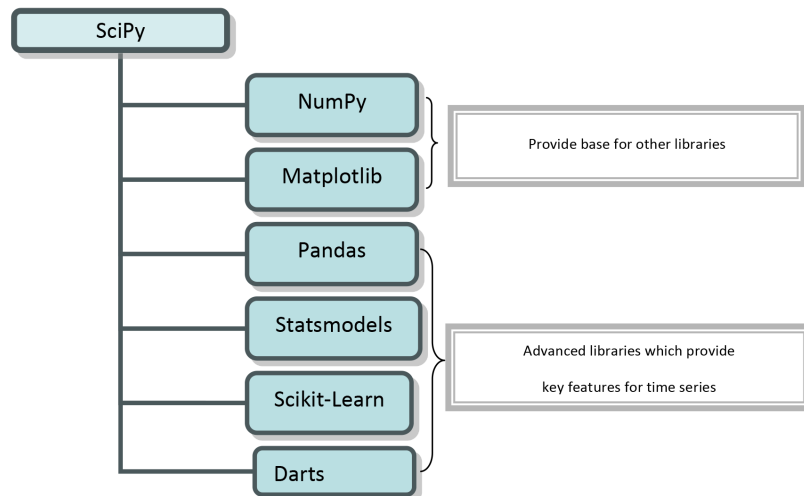 SciPy
NumPy
Matplotlib
Provide base for other libraries
Pandas
Statsmodels
Scikit-Learn
Darts
Advanced libraries which provide
key features for time series